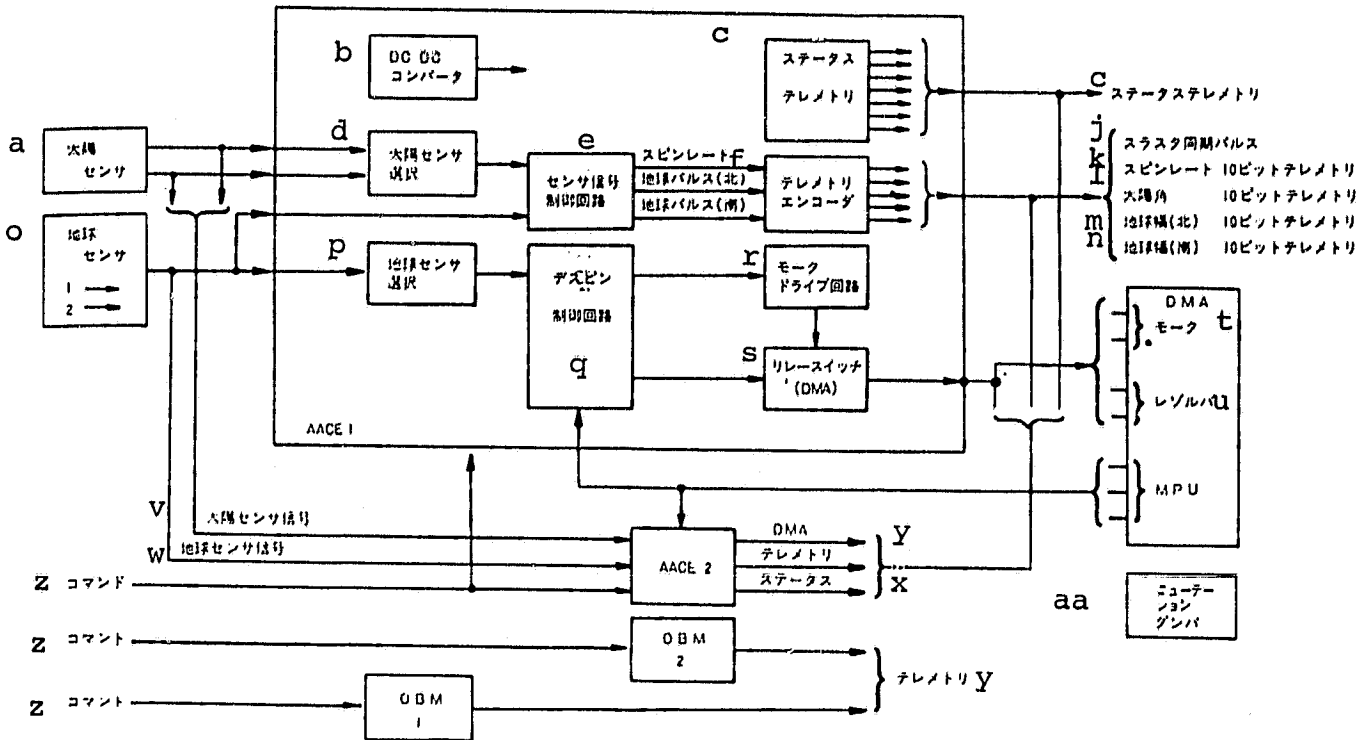 a
太陽
センサ
o
地球
センサ
1
2
b
DC DC
コンバータ
c
ステータス
テレメトリ
d
太陽センサ
選択
e
センサ信号
制御回路
スピンレート f
地球パルス(北)
地球パルス(南)
テレメトリ
エンコーダ
p
地球センサ
選択
デスピン
制御回路
q
r
モータ
ドライブ回路
s
リレースイッチ
(DMA)
AACE 1
c
ステータステレメトリ
j
スラスタ同期パルス
k
スピンレート 10ビットテレメトリ
l
太陽角 10ビットテレメトリ
m
地球幅(北) 10ビットテレメトリ
n
地球幅(南) 10ビットテレメトリ
DMA
モータ t
レゾルバ u
MPU
v
太陽センサ信号
w
地球センサ信号
z コマンド
AACE 2
DMA
テレメトリ
ステータス
y
x
aa
ニューテー
ション
ダンパ
z コマンド
OBM
2
テレメトリ y
z コマンド
OBM
1